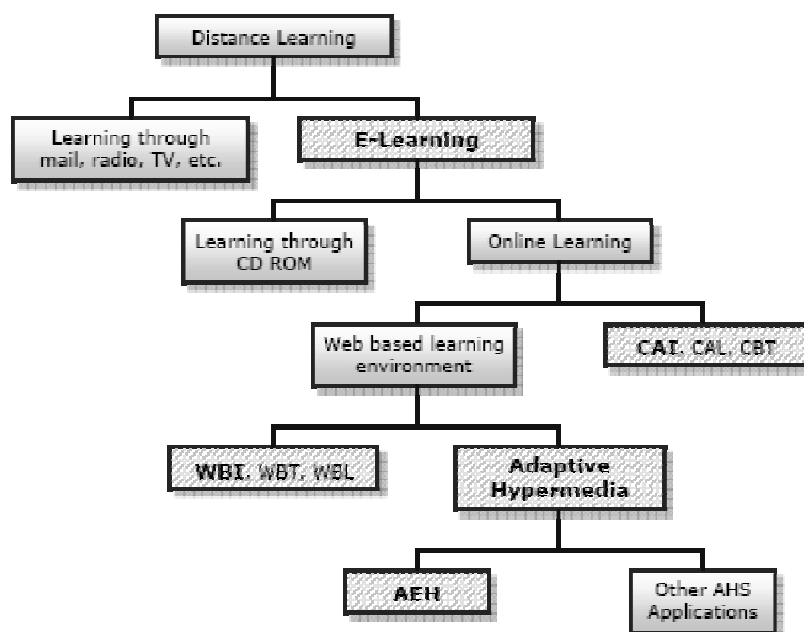 Distance Learning
Learning through
mail, radio, TV, etc.
E-Learning
Learning through
CD ROM
Online Learning
Web based learning
environment
CAI, CAL, CBT
WBI, WBT, WBL
Adaptive
Hypermedia
AEH
Other AHS
Applications